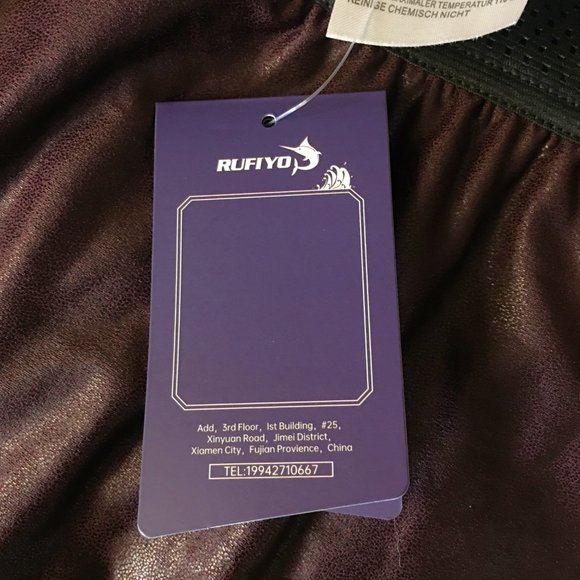 TEMPERATUR
REINIGE CHEMISCH NICHT
RUFIYO
Add, 3rd Floor, 1st Building, #25,
Xinyuan Road, Jimei District,
Xiamen City, Fujian Provience, China
TEL:19942710667